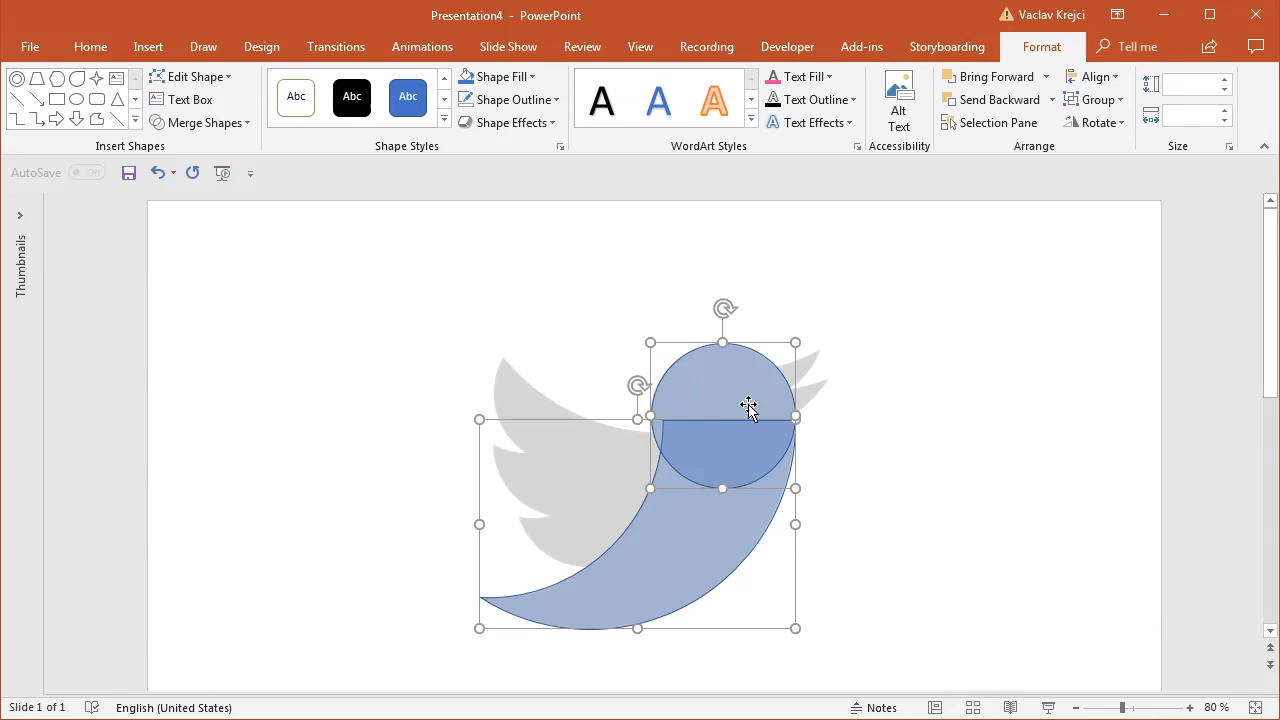 Presentation4 - PowerPoint
Vaclav Krejci
File Home Insert Draw Design Transitions Animations Slide Show Review View Recording Developer Add-ins Storyboarding Format Tell me
Edit Shape
Text Box
Merge Shapes
Insert Shapes
Abc Abc Abc
Shape Fill
Shape Outline
Shape Effects
Shape Styles
A A A
Text Fill
Text Outline
Text Effects
WordArt Styles
Alt
Text
Accessibility
Bring Forward
Send Backward
Selection Pane
Align
Group
Rotate
Arrange
Size
AutoSave Off
Thumbnails
Slide 1 of 1 English (United States) Notes 80 %